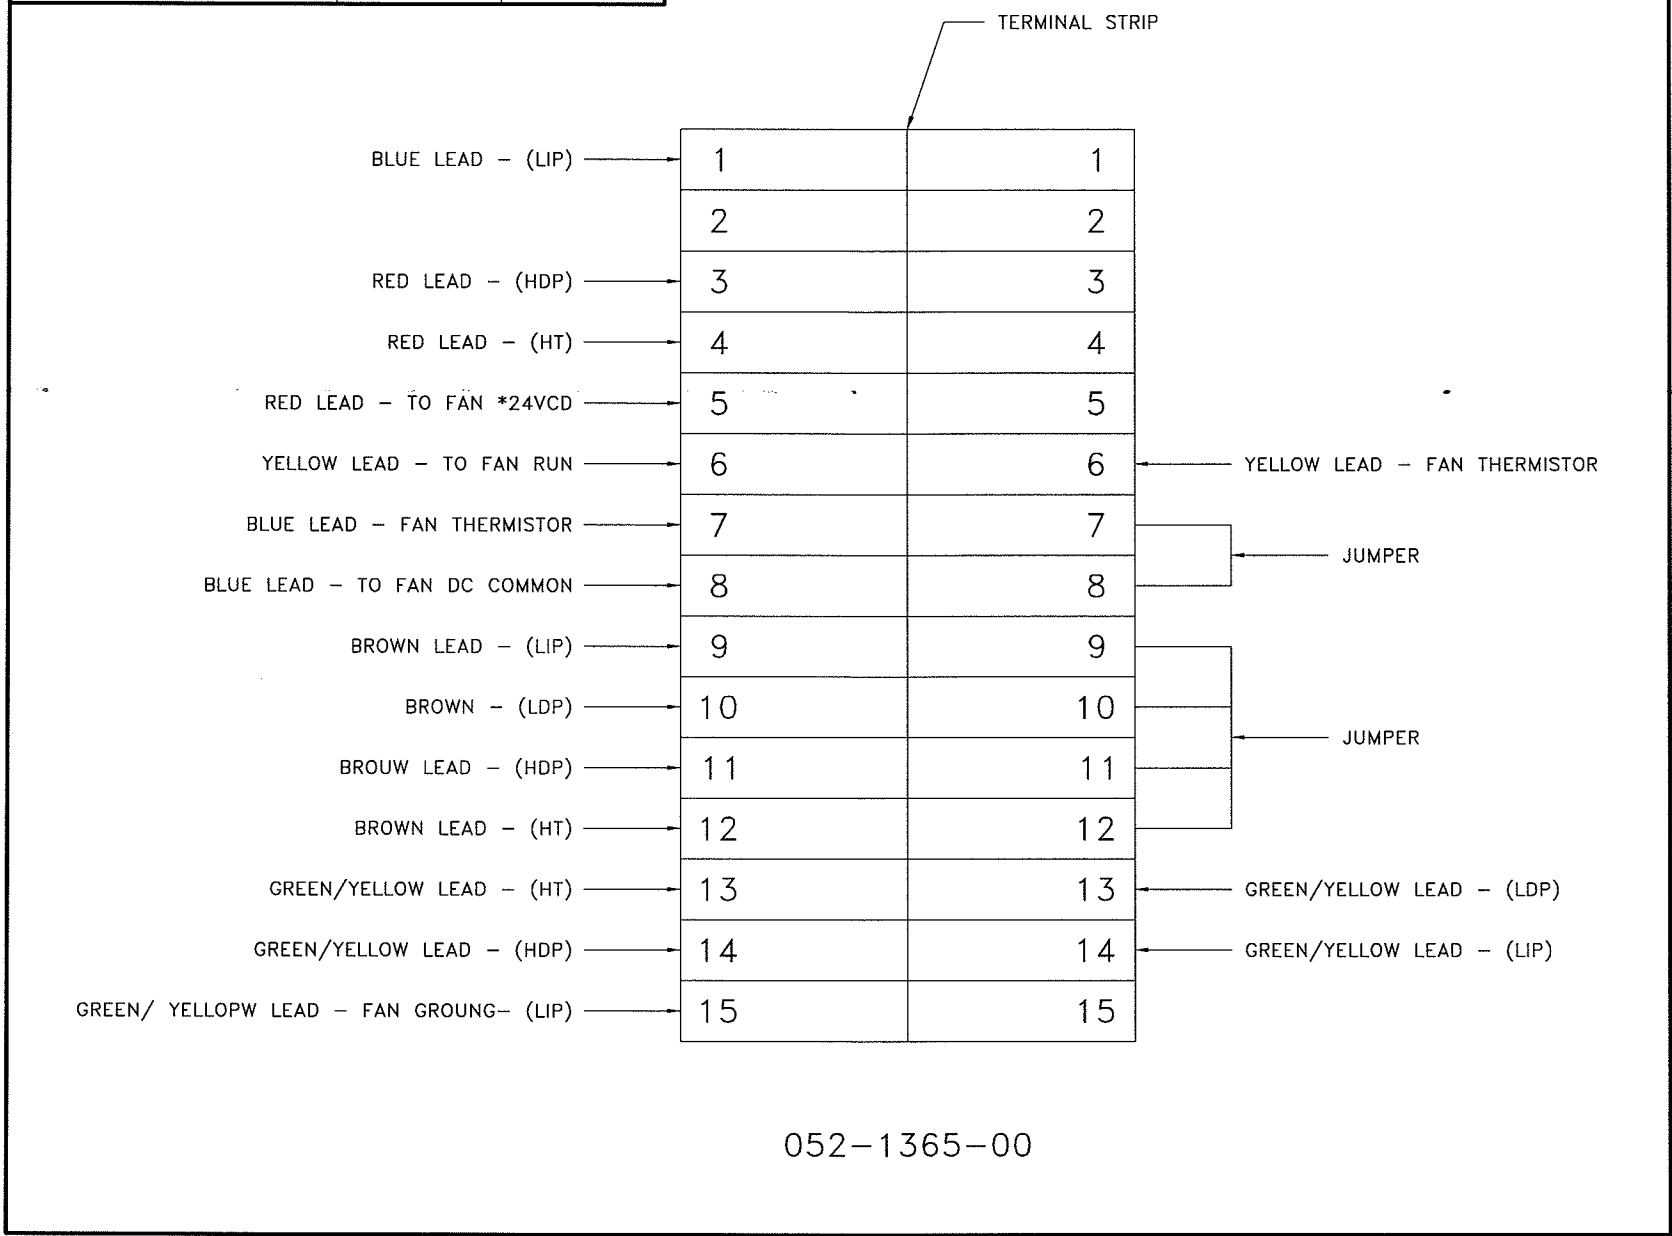 TERMINAL STRIP
BLUE LEAD - (LIP) 1 1
2 2
RED LEAD - (HDP) 3 3
RED LEAD - (HT) 4 4
RED LEAD - TO FAN *24VCD 5 5
YELLOW LEAD - TO FAN RUN 6 6 YELLOW LEAD - FAN THERMISTOR
BLUE LEAD - FAN THERMISTOR 7 7
JUMPER
BLUE LEAD - TO FAN DC COMMON 8 8
BROWN LEAD - (LIP) 9 9
BROWN - (LDP) 10 10
JUMPER
BROUW LEAD - (HDP) 11 11
BROWN LEAD - (HT) 12 12
GREEN/YELLOW LEAD - (HT) 13 13 GREEN/YELLOW LEAD - (LDP)
GREEN/YELLOW LEAD - (HDP) 14 14 GREEN/YELLOW LEAD - (LIP)
GREEN/ YELLOPW LEAD - FAN GROUNG- (LIP) 15 15
052-1365-00